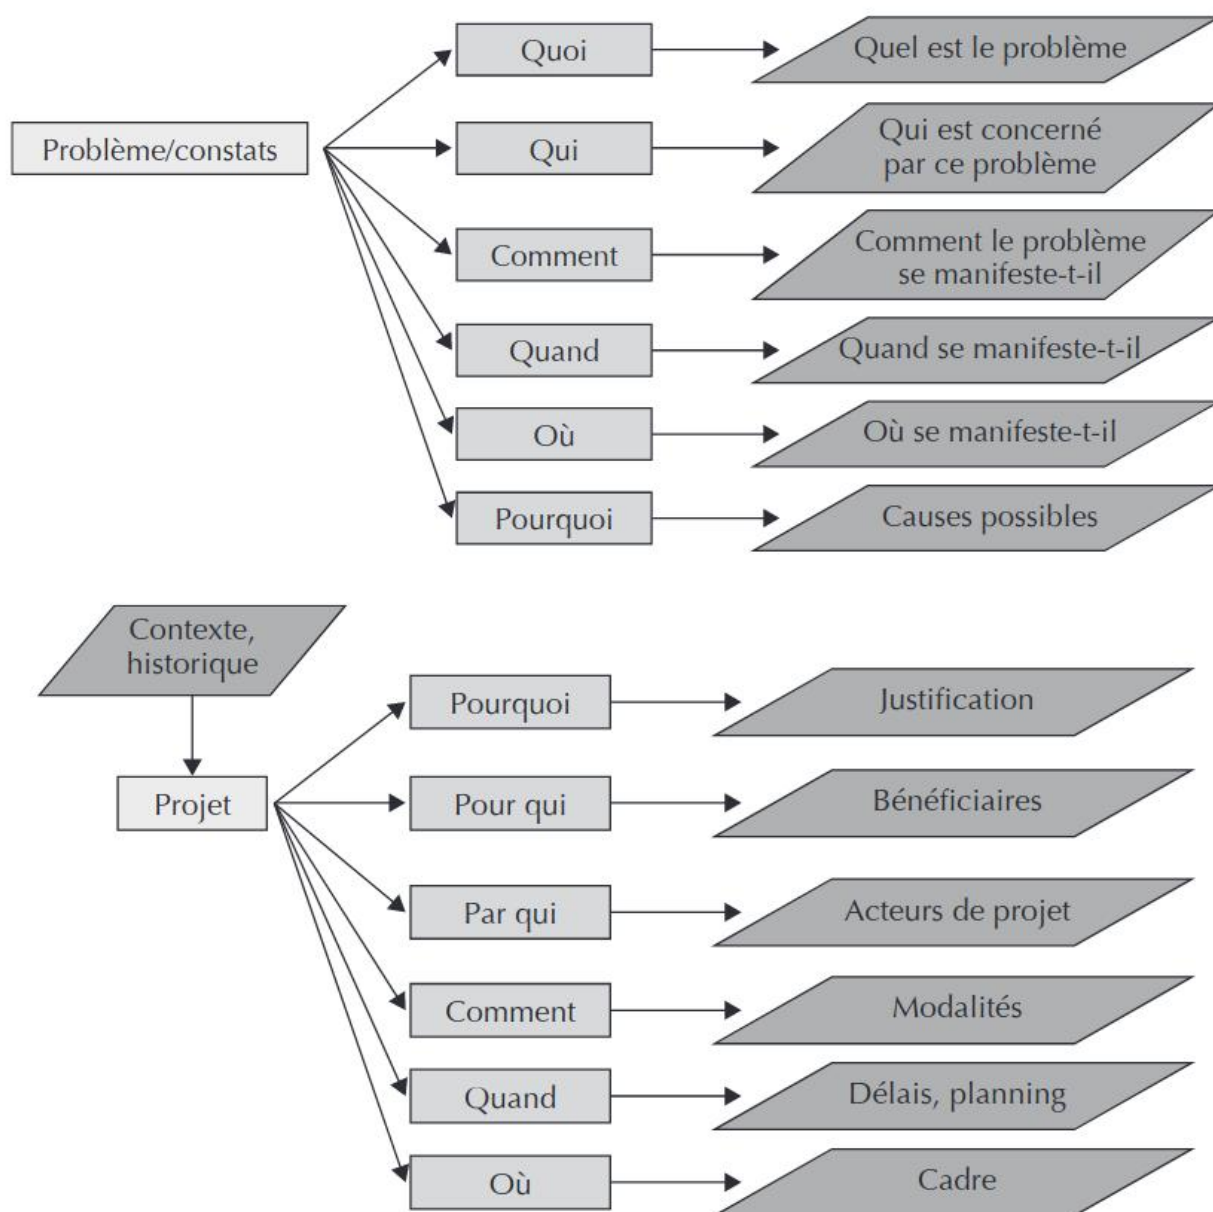 Quoi
Quel est le problème
Problème/constats
Qui
Qui est concerné
par ce problème
Comment
Comment le problème
se manifeste-t-il
Quand
Quand se manifeste-t-il
Où
Où se manifeste-t-il
Pourquoi
Causes possibles
Contexte,
historique
Pourquoi
Justification
Projet
Pour qui
Bénéficiaires
Par qui
Acteurs de projet
Comment
Modalités
Quand
Délais, planning
Où
Cadre